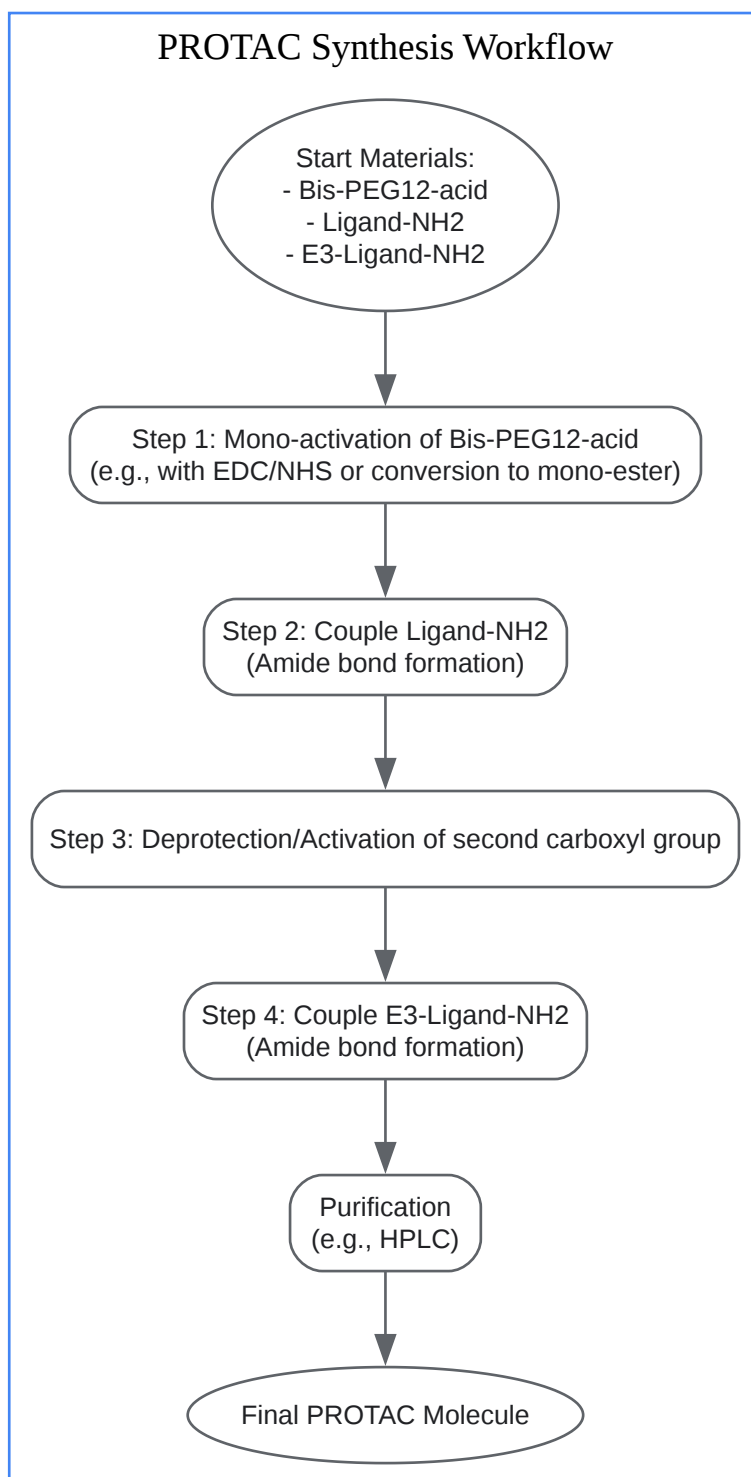 PROTAC Synthesis Workflow
Start Materials:
- Bis-PEG12-acid
- Ligand-NH2
- E3-Ligand-NH2
Step 1: Mono-activation of Bis-PEG12-acid
(e.g., with EDC/NHS or conversion to mono-ester)
Step 2: Couple Ligand-NH2
(Amide bond formation)
Step 3: Deprotection/Activation of second carboxyl group
Step 4: Couple E3-Ligand-NH2
(Amide bond formation)
Purification
(e.g., HPLC)
Final PROTAC Molecule